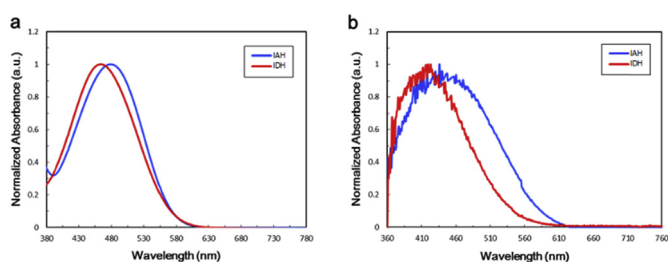 a
1.2
1
0.8
0.6
0.4
0.2
0
Normalized Absorbance (a.u.)
IAH
IDH
380 430 480 530 580 630 680 730 780
Wavelength (nm)
b
1.2
1
0.8
0.6
0.4
0.2
0
Normalized Absorbance (a.u.)
IAH
IDH
360 410 460 510 560 610 660 710 760
Wavelength (nm)